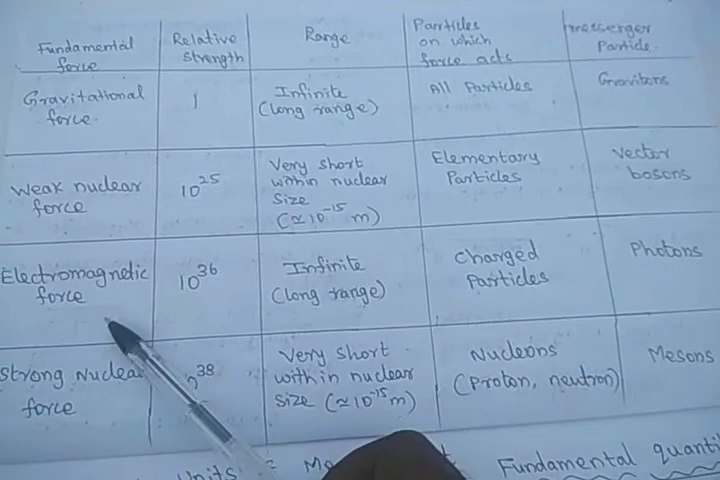 Fundamental force
Relative Strength
Range
Particles on which force acts
messenger Particle
Gravitational force
1
Infinite (Long range)
All Particles
Gravitons
Weak nuclear force
10^25
Very short within nuclear size (≃10^-15 m)
Elementary Particles
Vector bosons
Electromagnetic force
10^36
Infinite (Long range)
Charged Particles
Photons
Strong Nuclear force
38
Very Short within nuclear size (≃10^-15 m)
Nucleons (Proton, neutron)
Mesons
Units
Fundamental